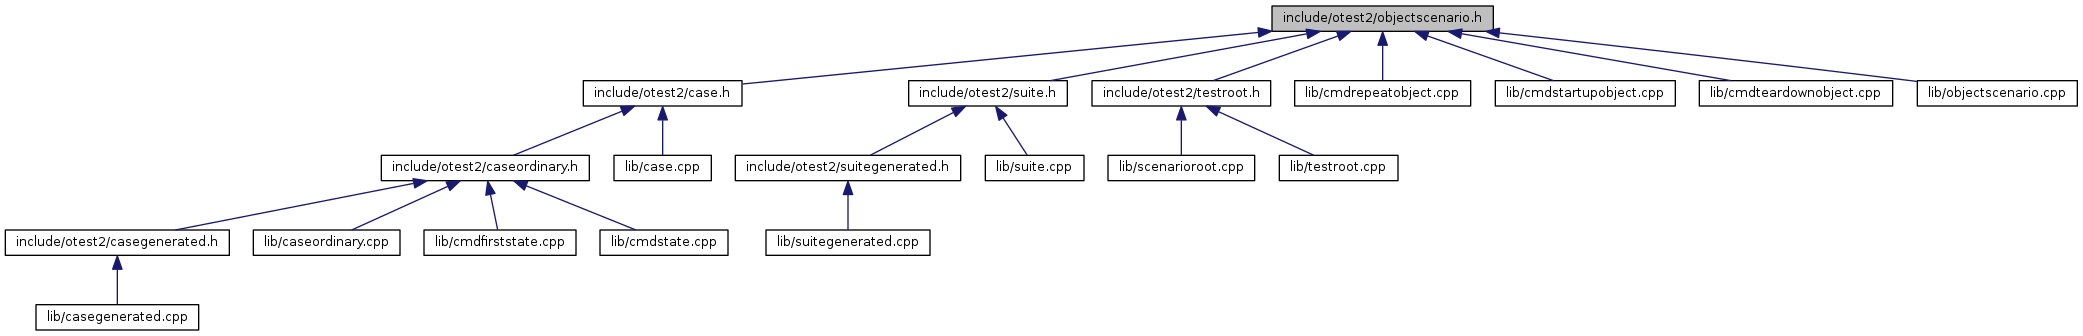 include/otest2/objectscenario.h
include/otest2/case.h
include/otest2/suite.h
include/otest2/testroot.h
lib/cmdrepeatobject.cpp
lib/cmdstartupobject.cpp
lib/cmdteardownobject.cpp
lib/objectscenario.cpp
include/otest2/caseordinary.h
lib/case.cpp
include/otest2/suitegenerated.h
lib/suite.cpp
lib/scenarioroot.cpp
lib/testroot.cpp
include/otest2/casegenerated.h
lib/caseordinary.cpp
lib/cmdfirststate.cpp
lib/cmdstate.cpp
lib/suitegenerated.cpp
lib/casegenerated.cpp